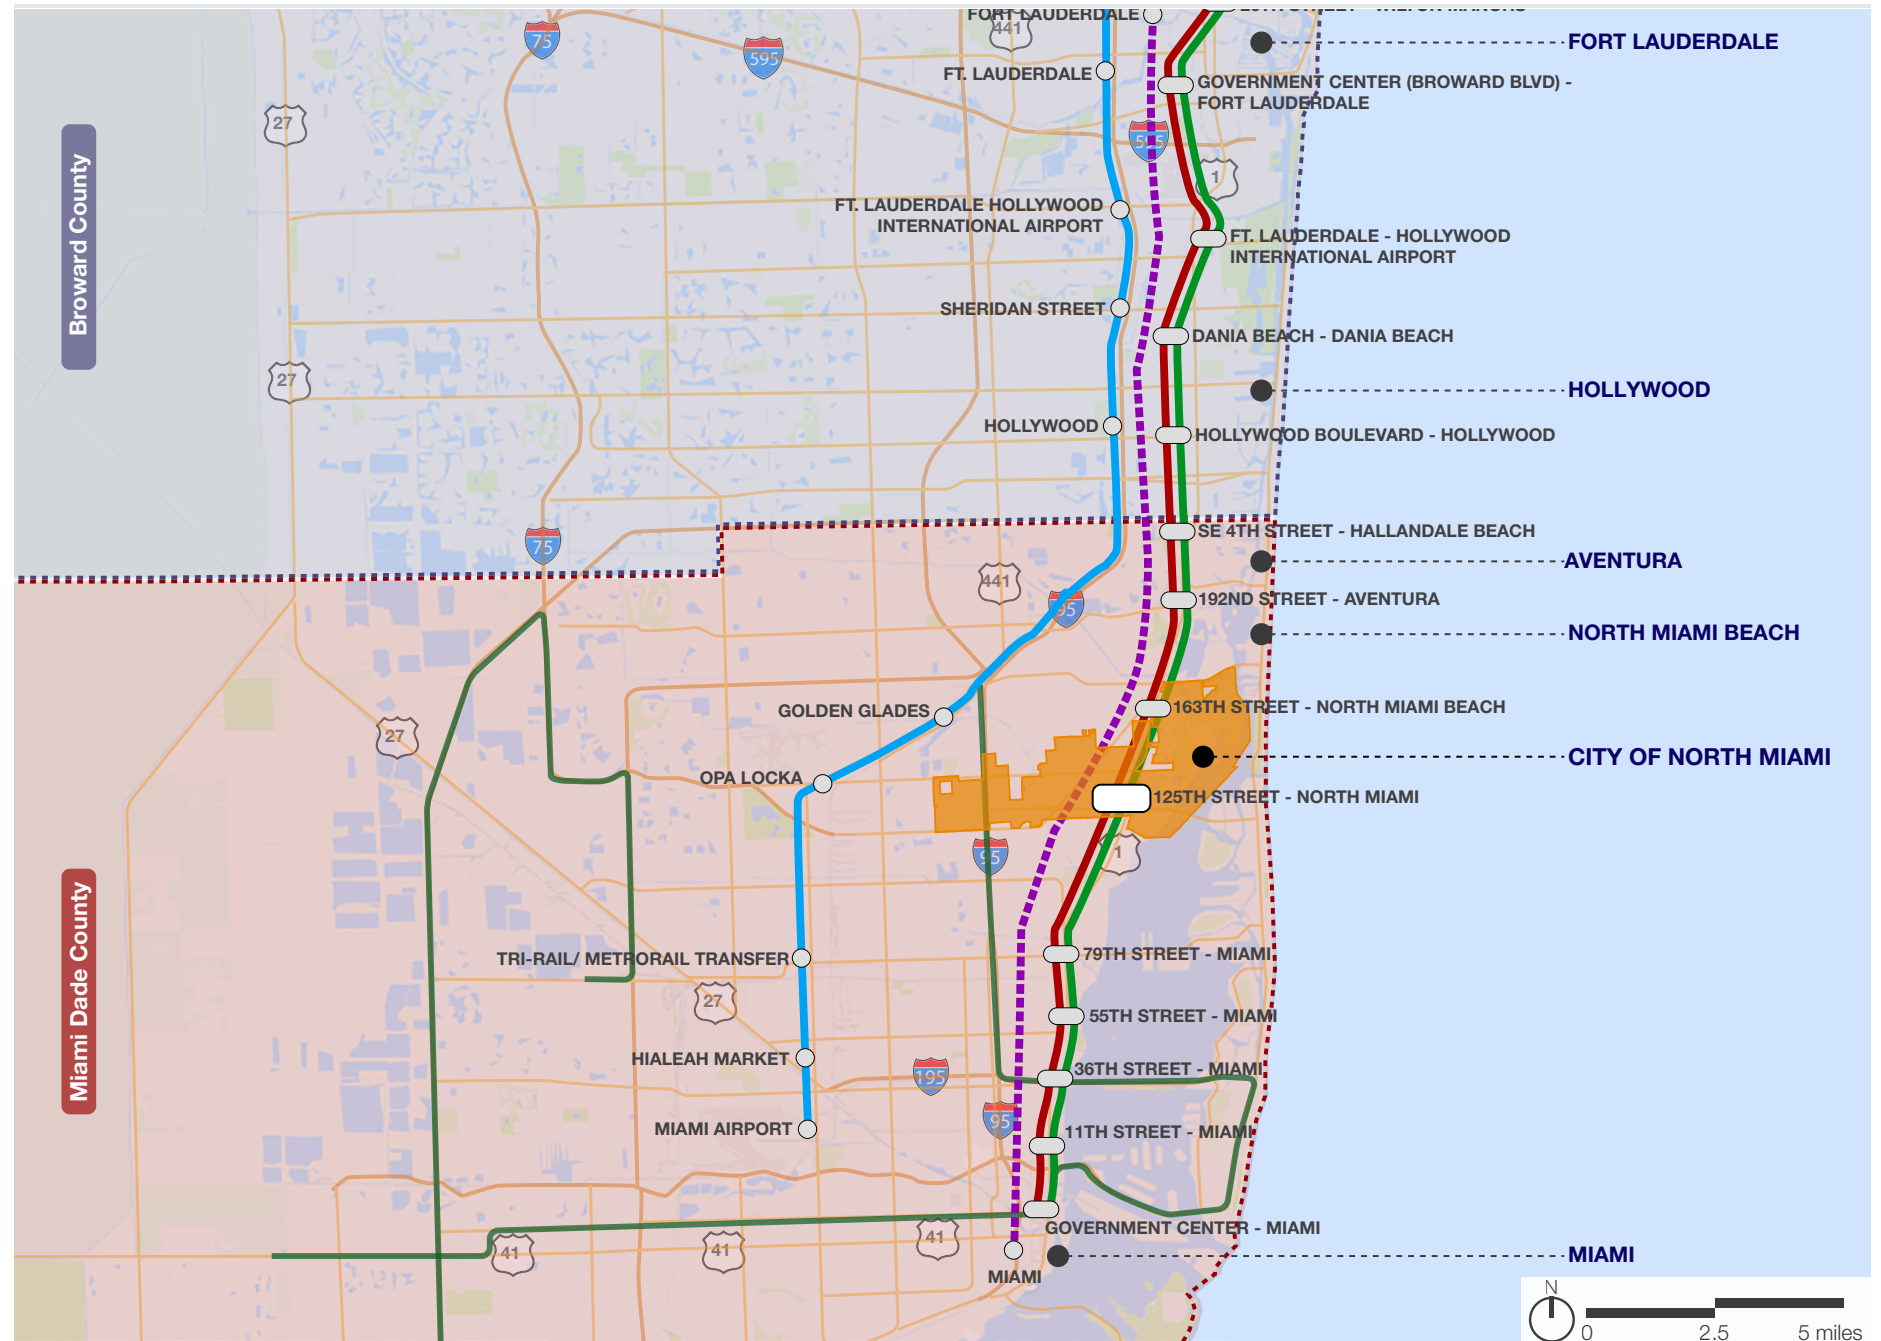 FORT LAUDERDALE
441
75
595
FORT LAUDERDALE
FT. LAUDERDALE
GOVERNMENT CENTER (BROWARD BLVD) -
FORT LAUDERDALE
27
595
Broward County
1
FT. LAUDERDALE HOLLYWOOD
INTERNATIONAL AIRPORT
FT. LAUDERDALE - HOLLYWOOD
INTERNATIONAL AIRPORT
SHERIDAN STREET
DANIA BEACH - DANIA BEACH
27
HOLLYWOOD
HOLLYWOOD
HOLLYWOOD BOULEVARD - HOLLYWOOD
75
SE 4TH STREET - HALLANDALE BEACH
AVENTURA
441
95
192ND STREET - AVENTURA
NORTH MIAMI BEACH
GOLDEN GLADES
163TH STREET - NORTH MIAMI BEACH
27
CITY OF NORTH MIAMI
OPA LOCKA
125TH STREET - NORTH MIAMI
95
1
Miami Dade County
TRI-RAIL/ METRORAIL TRANSFER
79TH STREET - MIAMI
27
55TH STREET - MIAMI
HIALEAH MARKET
195
36TH STREET - MIAMI
95
MIAMI AIRPORT
11TH STREET - MIAMI
GOVERNMENT CENTER - MIAMI
41
41
41
MIAMI
MIAMI
N
0
2.5
5 miles